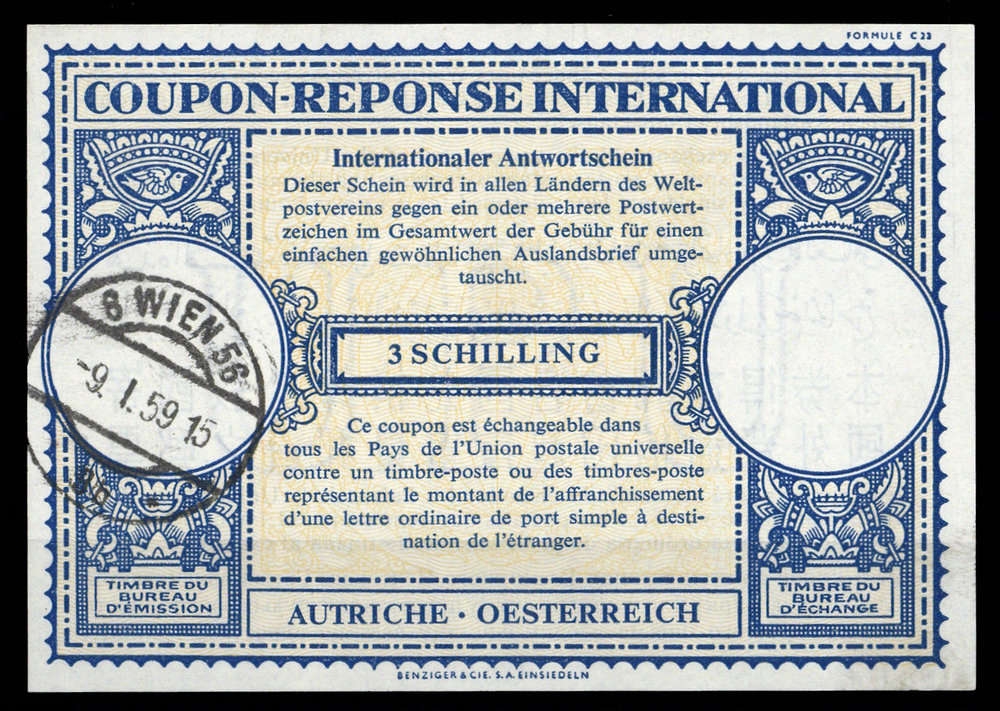 FORMULE C 23
COUPON-REPONSE INTERNATIONAL
Internationaler Antwortschein
Dieser Schein wird in allen Ländern des Welt-
postvereins gegen ein oder mehrere Postwert-
zeichen im Gesamtwert der Gebühr für einen
einfachen gewöhnlichen Auslandsbrief umge-
tauscht.
8 WIEN 56
-9. I. 59. 15
3 SCHILLING
Ce coupon est échangeable dans
tous les Pays de l'Union postale universelle
contre un timbre-poste ou des timbres-poste
représentant le montant de l'affranchissement
d'une lettre ordinaire de port simple à desti-
nation de l'étranger.
TIMBRE DU
BUREAU
D'ÉMISSION
TIMBRE DU
BUREAU
D'ÉCHANGE
AUTRICHE · OESTERREICH
BENZIGER & CIE. S.A. EINSIEDELN